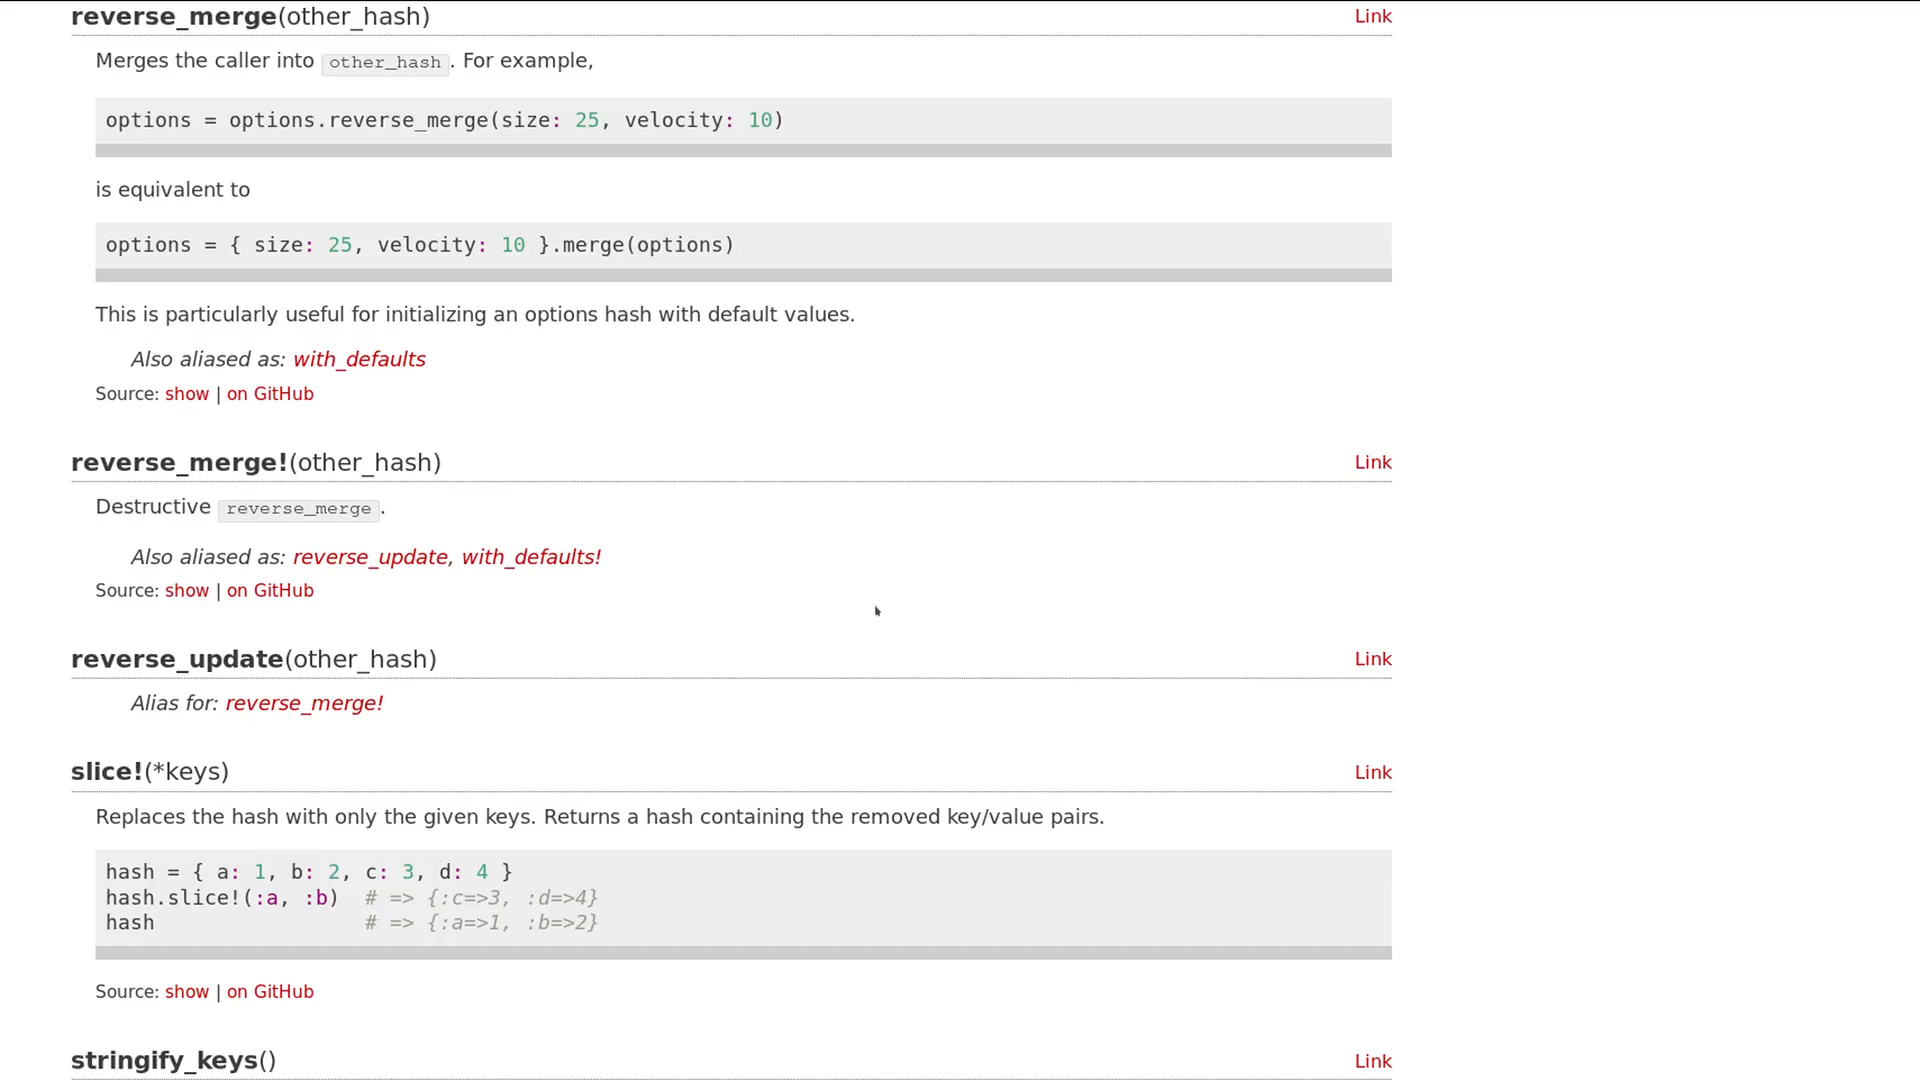 reverse_merge(other_hash) Link
Merges the caller into other_hash. For example,
options = options.reverse_merge(size: 25, velocity: 10)
is equivalent to
options = { size: 25, velocity: 10 }.merge(options)
This is particularly useful for initializing an options hash with default values.
Also aliased as: with_defaults
Source: show | on GitHub
reverse_merge!(other_hash) Link
Destructive reverse_merge.
Also aliased as: reverse_update, with_defaults!
Source: show | on GitHub
reverse_update(other_hash) Link
Alias for: reverse_merge!
slice!(*keys) Link
Replaces the hash with only the given keys. Returns a hash containing the removed key/value pairs.
hash = { a: 1, b: 2, c: 3, d: 4 }
hash.slice!(:a, :b)  # => {:c=>3, :d=>4}
hash                 # => {:a=>1, :b=>2}
Source: show | on GitHub
stringify_keys() Link